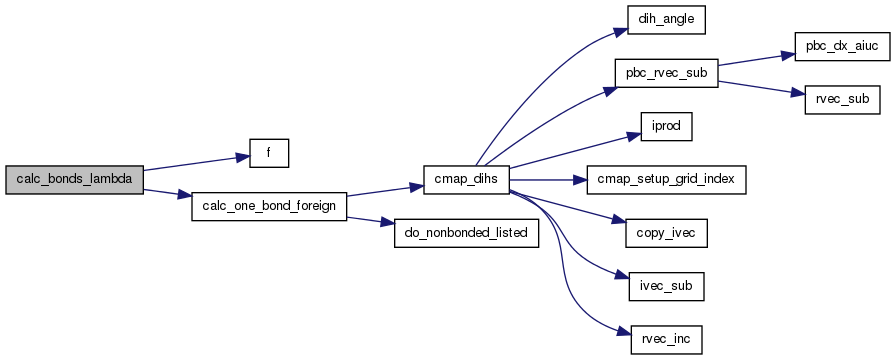 calc_bonds_lambda
f
calc_one_bond_foreign
cmap_dihs
do_nonbonded_listed
dih_angle
pbc_rvec_sub
iprod
cmap_setup_grid_index
copy_ivec
ivec_sub
rvec_inc
pbc_dx_aiuc
rvec_sub